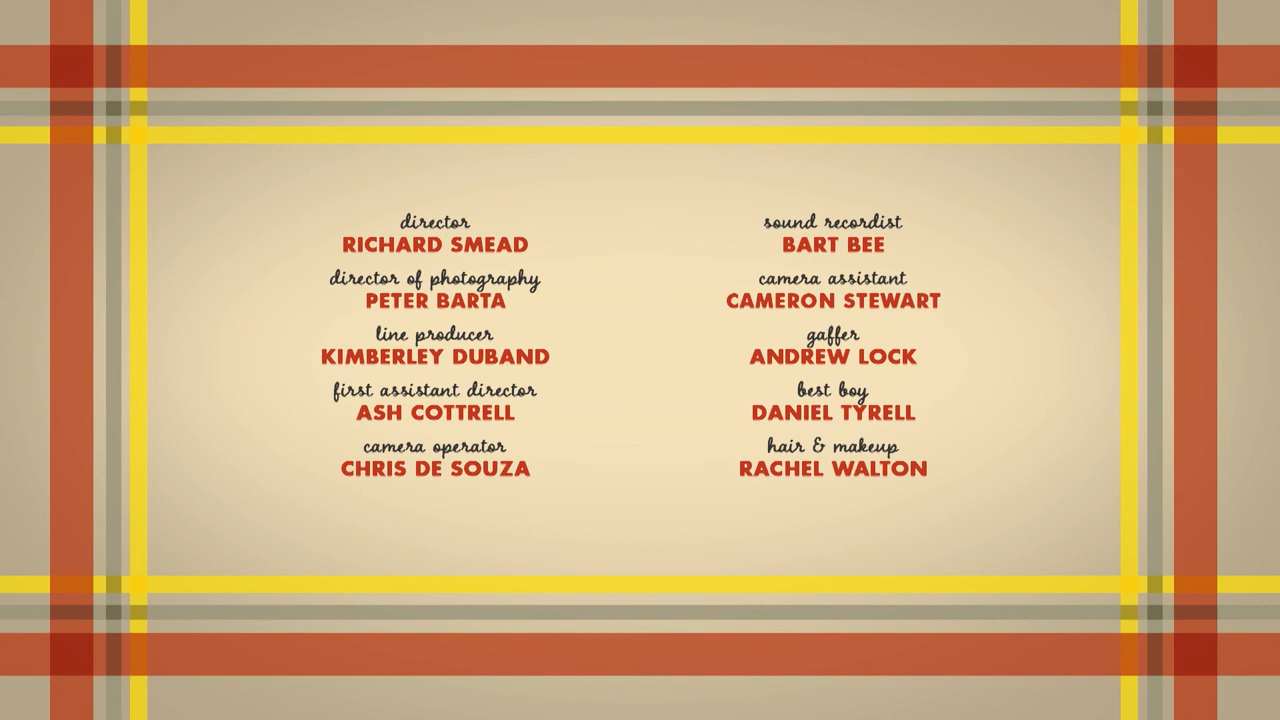 director
RICHARD SMEAD
director of photography
PETER BARTA
line producer
KIMBERLEY DUBAND
first assistant director
ASH COTTRELL
camera operator
CHRIS DE SOUZA
sound recordist
BART BEE
camera assistant
CAMERON STEWART
gaffer
ANDREW LOCK
best boy
DANIEL TYRELL
hair & makeup
RACHEL WALTON